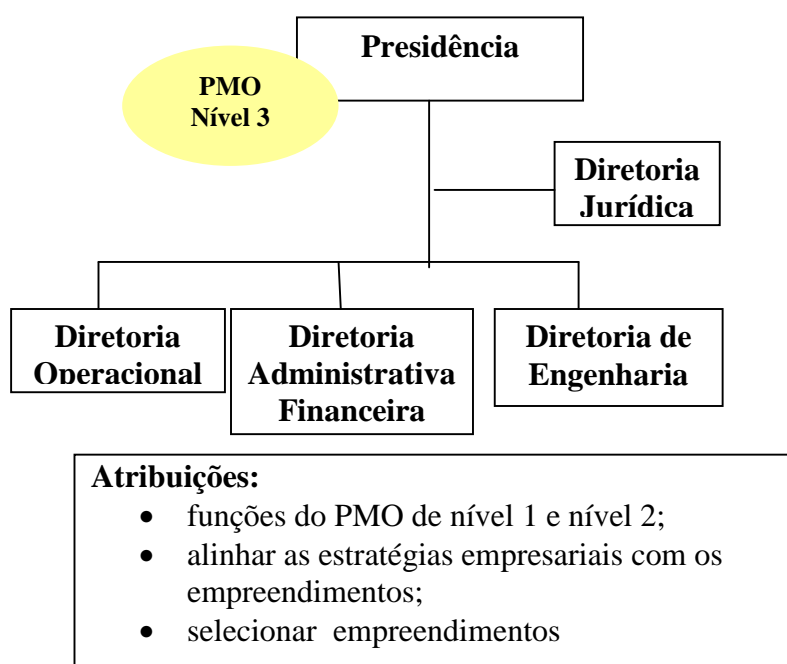 Presidência
PMO
Nível 3
Diretoria
Jurídica
Diretoria
Operacional
Diretoria
Administrativa
Financeira
Diretoria de
Engenharia
Atribuições:
• funções do PMO de nível 1 e nível 2;
• alinhar as estratégias empresariais com os
empreendimentos;
• selecionar empreendimentos